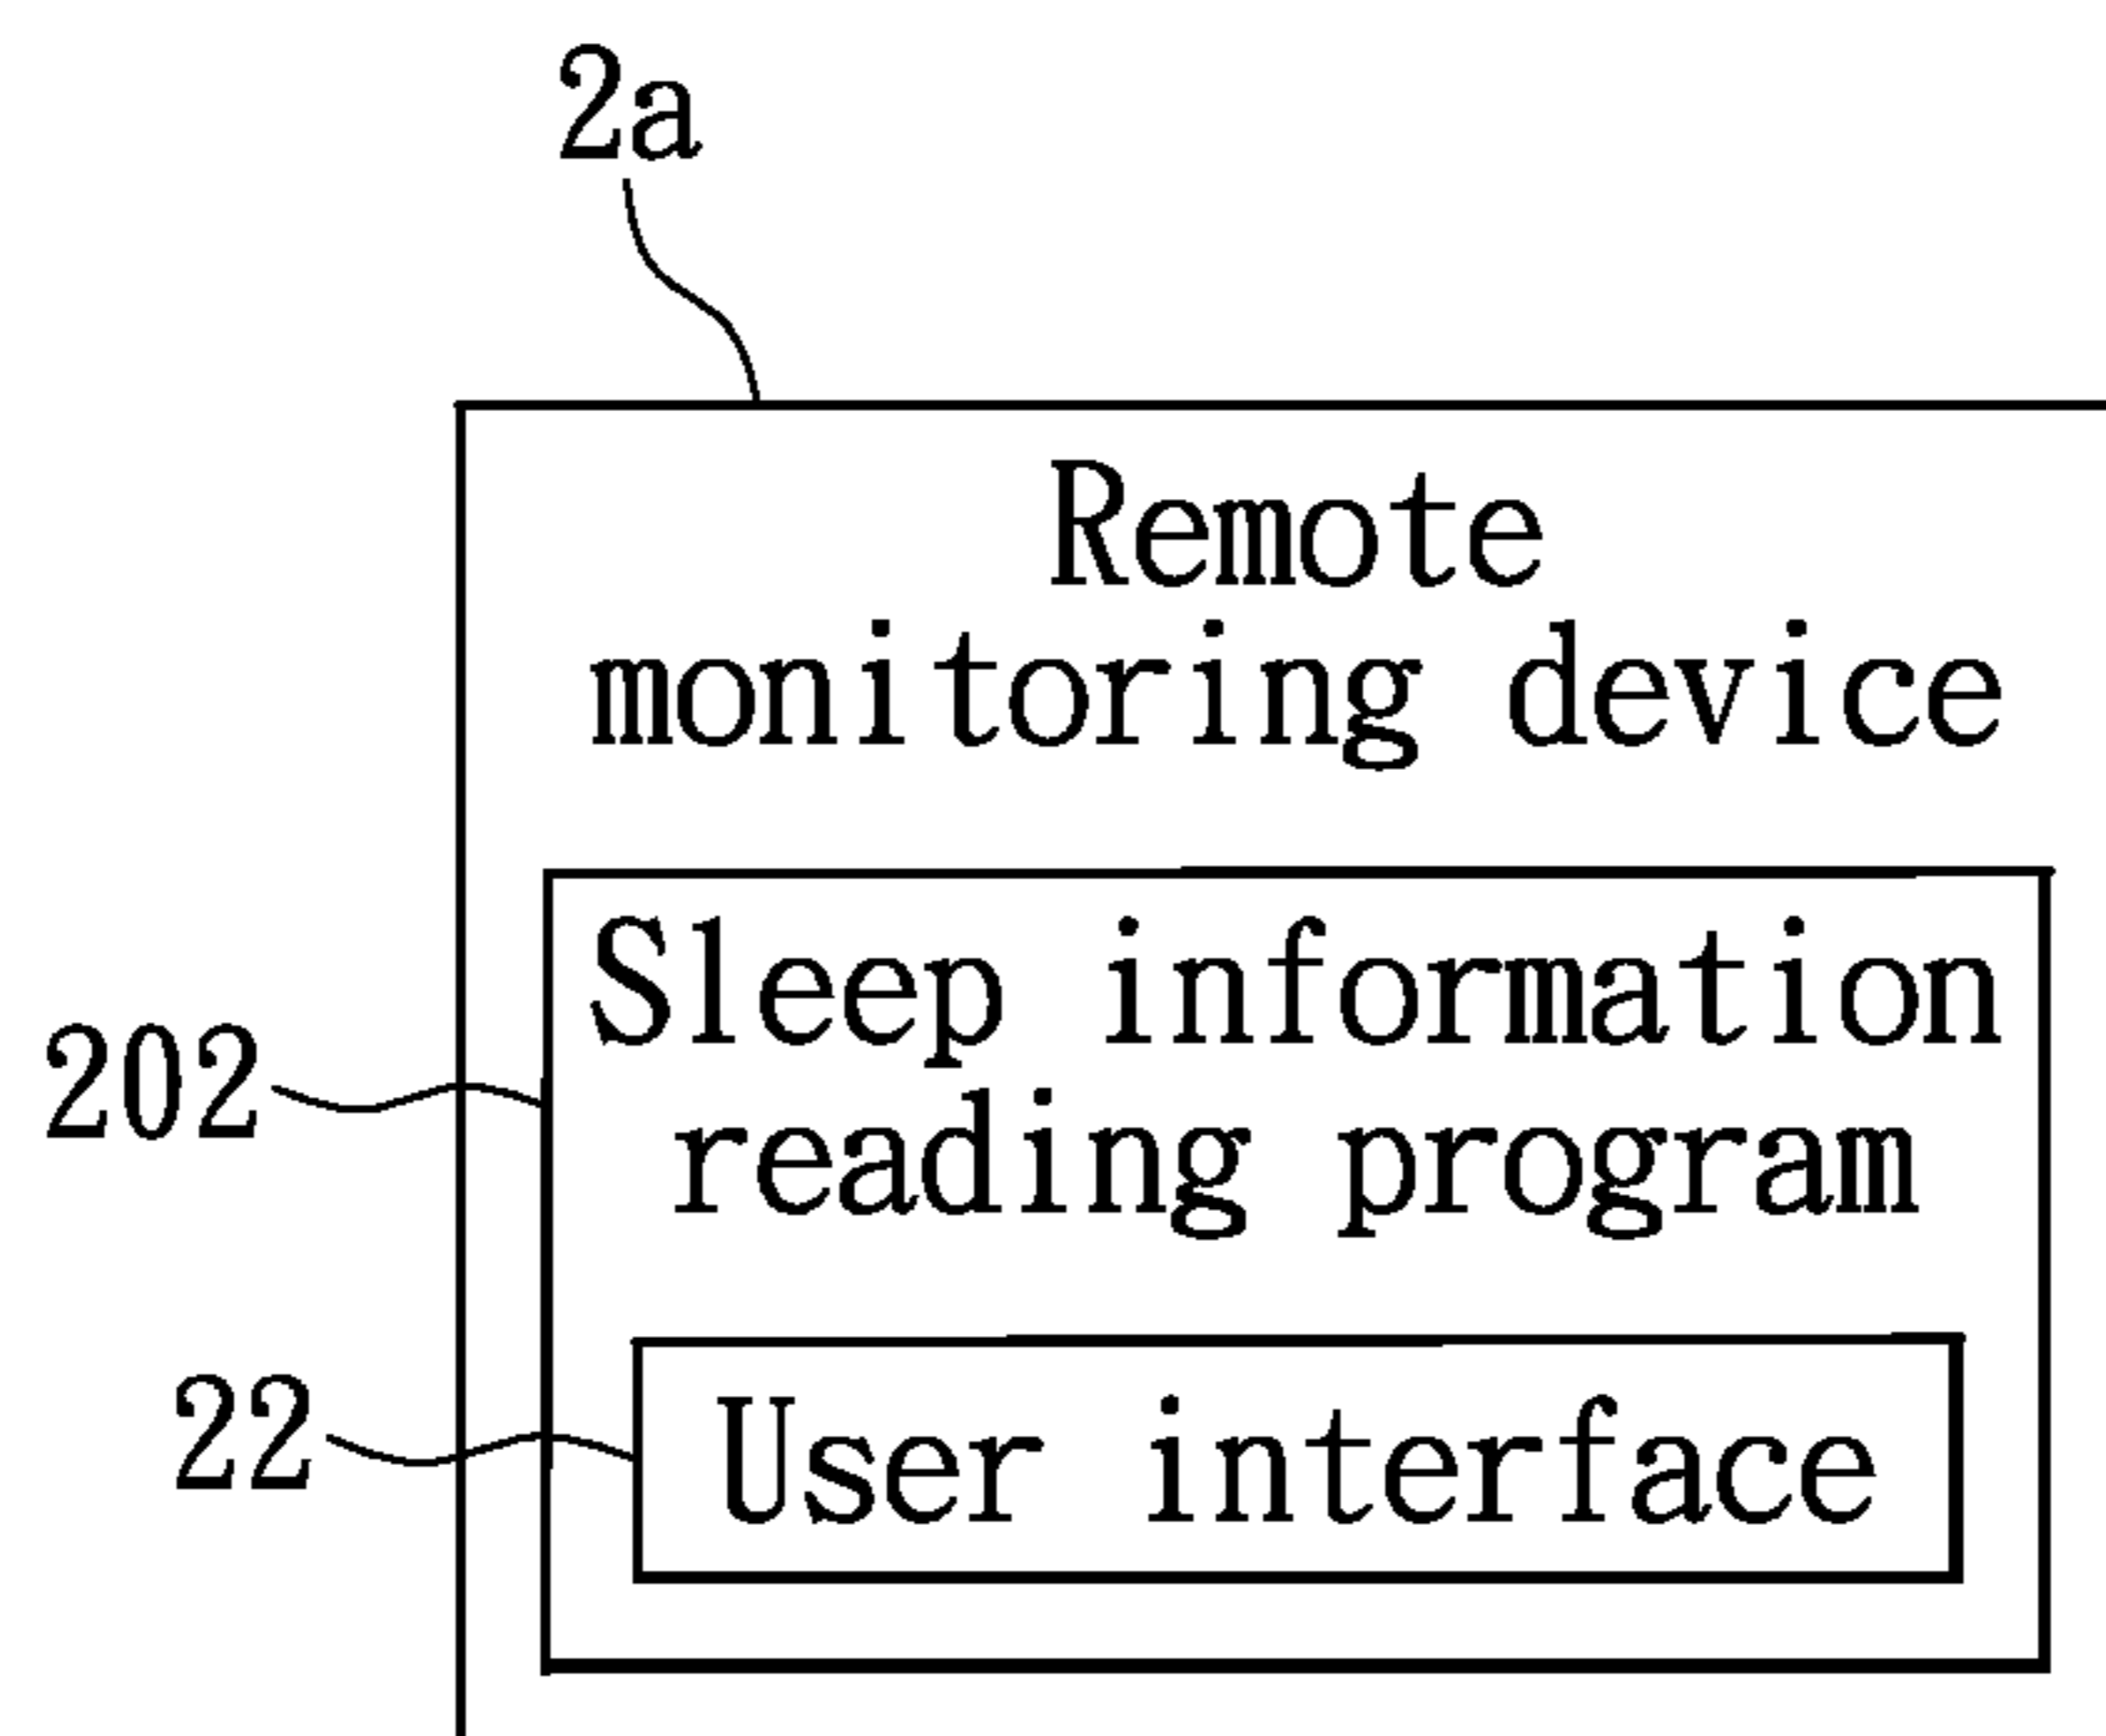 2a
Remote
monitoring device
Sleep information
202
reading program
22
User interface